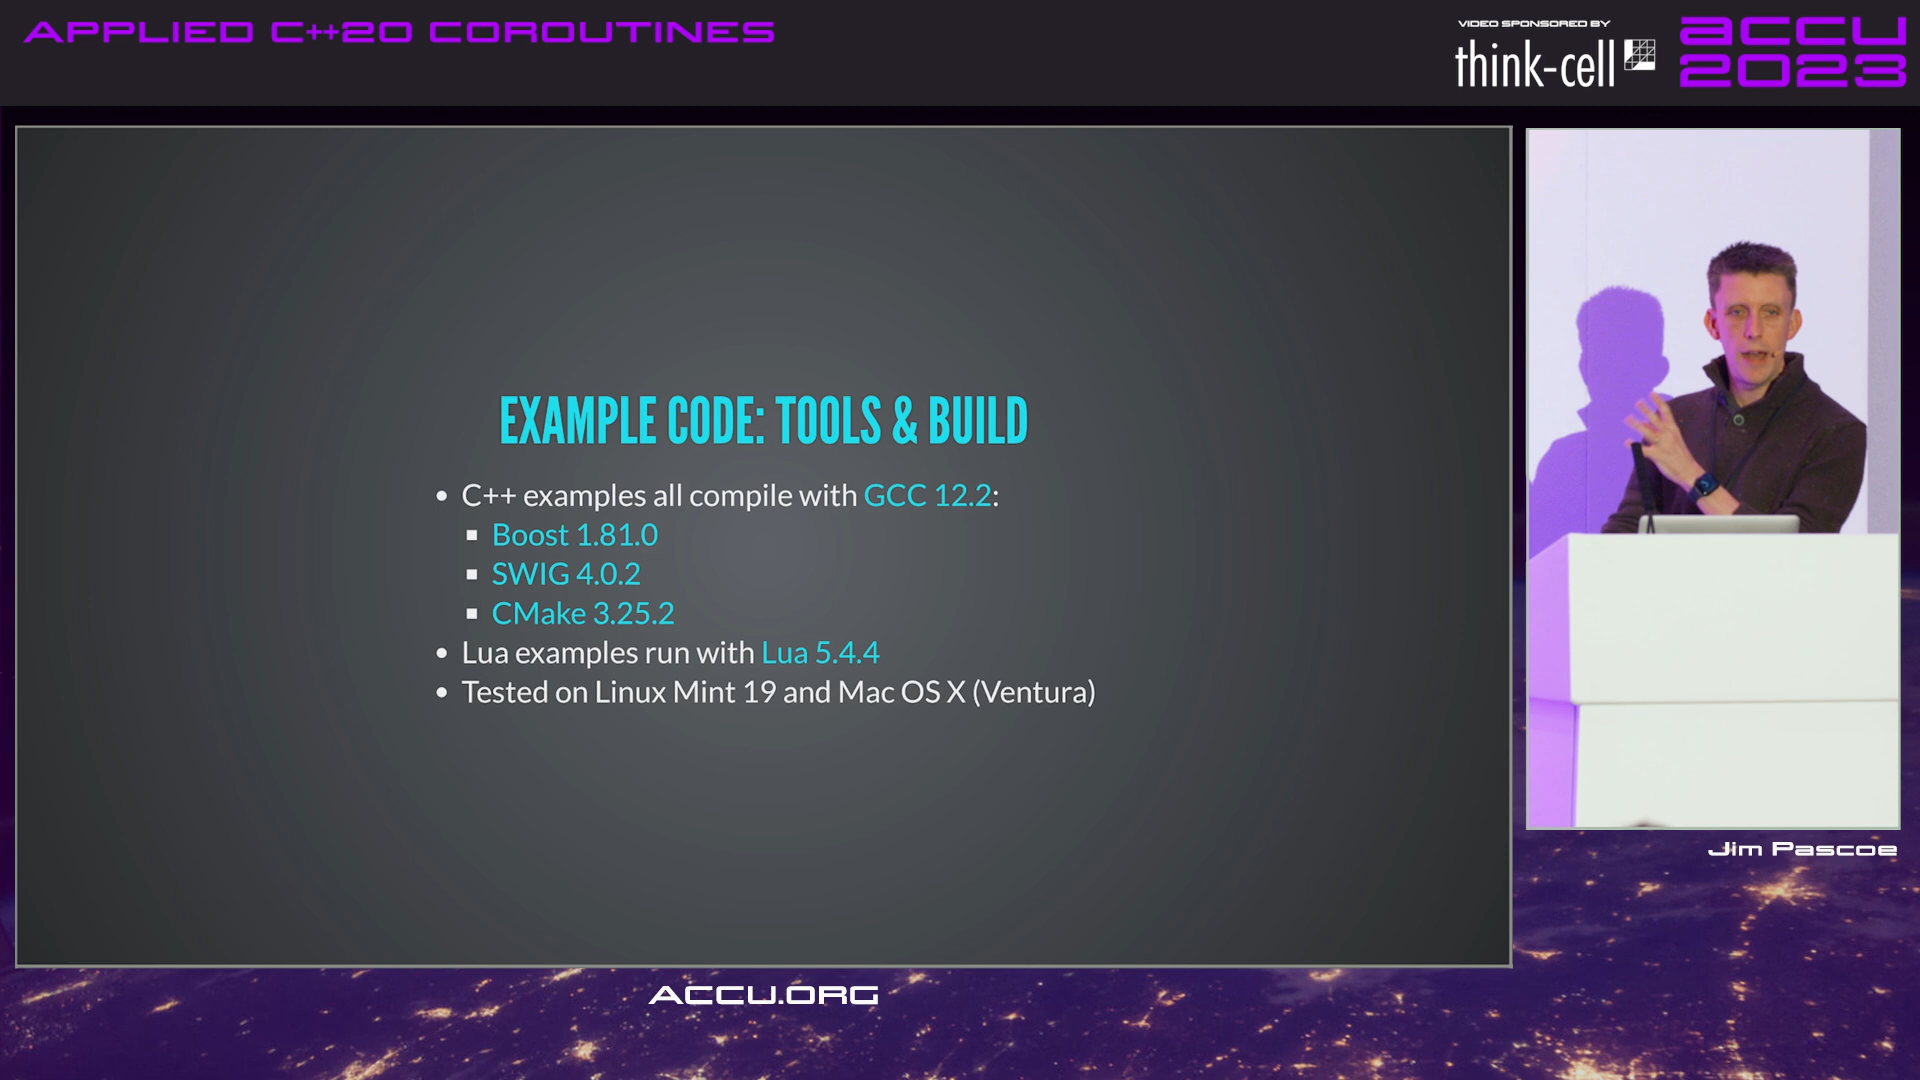 APPLIED C++20 COROUTINES
VIDEO SPONSORED BY
think-cell
accu
2023
EXAMPLE CODE: TOOLS & BUILD
• C++ examples all compile with GCC 12.2:
▪ Boost 1.81.0
▪ SWIG 4.0.2
▪ CMake 3.25.2
• Lua examples run with Lua 5.4.4
• Tested on Linux Mint 19 and Mac OS X (Ventura)
Jim Pascoe
ACCU.ORG